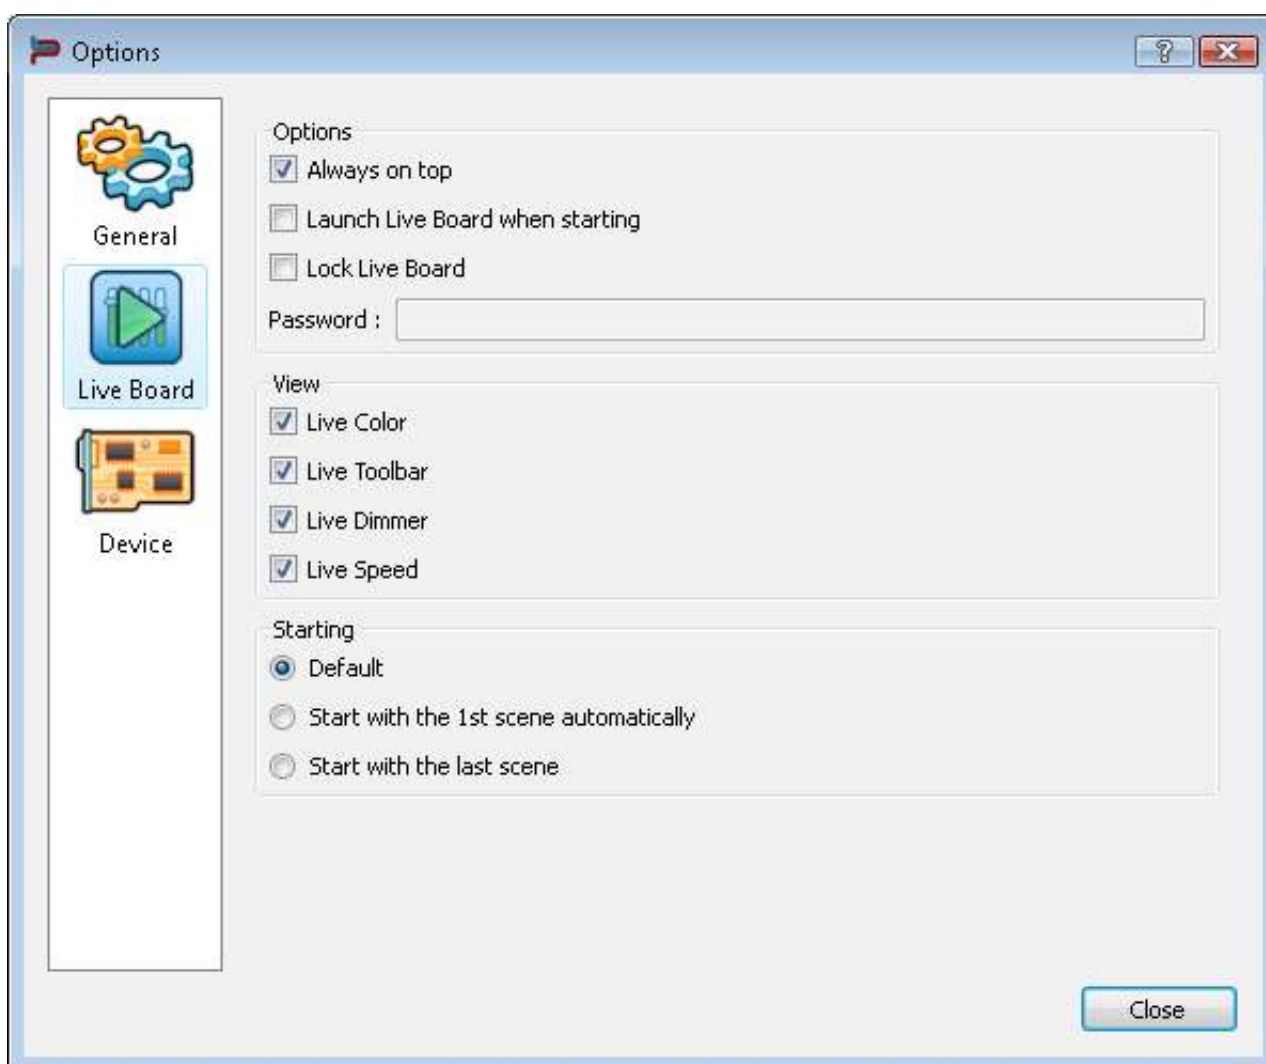 Options
?
General
Live Board
Device
Options
Always on top
Launch Live Board when starting
Lock Live Board
Password :
View
Live Color
Live Toolbar
Live Dimmer
Live Speed
Starting
Default
Start with the 1st scene automatically
Start with the last scene
Close